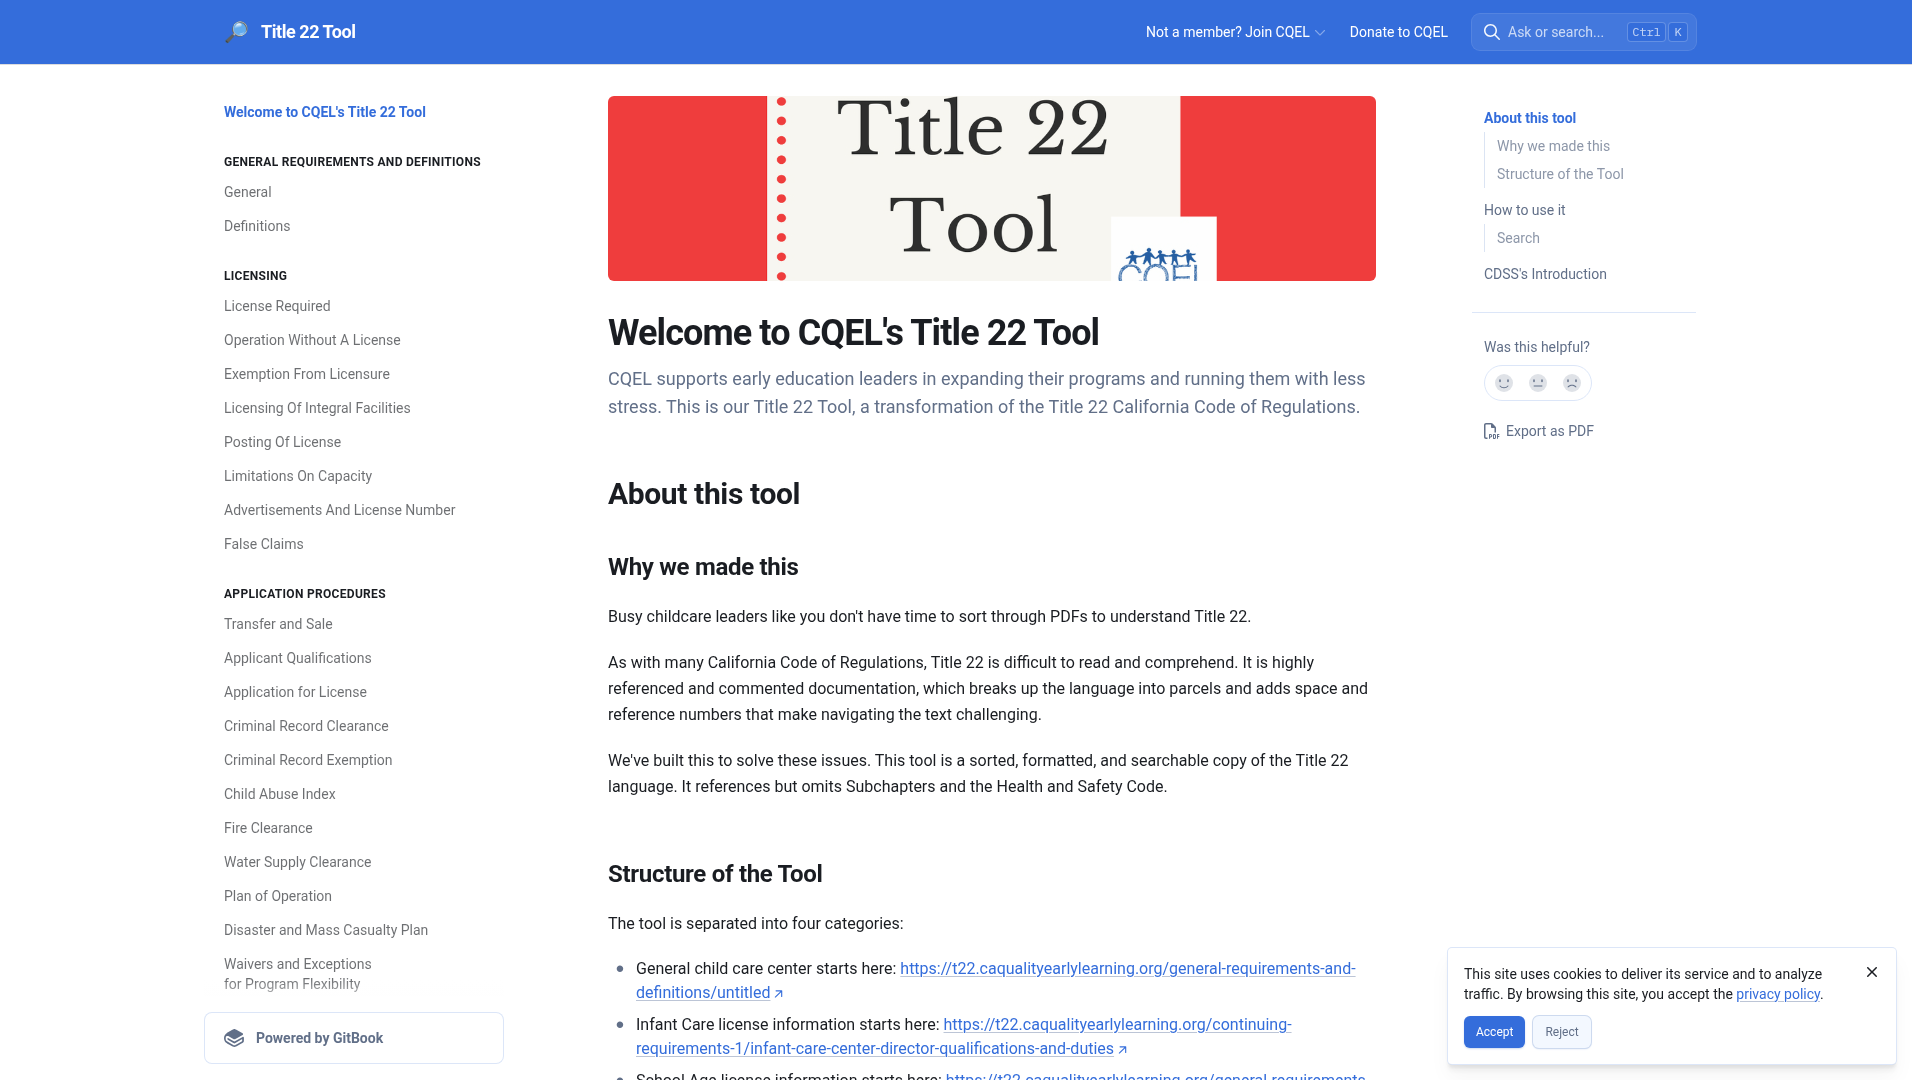 Title 22 Tool
Not a member? Join CQEL
Donate to CQEL
Ask or search...
Ctrl
K
Welcome to CQEL's Title 22 Tool
GENERAL REQUIREMENTS AND DEFINITIONS
General
Definitions
LICENSING
License Required
Operation Without A License
Exemption From Licensure
Licensing Of Integral Facilities
Posting Of License
Limitations On Capacity
Advertisements And License Number
False Claims
APPLICATION PROCEDURES
Transfer and Sale
Applicant Qualifications
Application for License
Criminal Record Clearance
Criminal Record Exemption
Child Abuse Index
Fire Clearance
Water Supply Clearance
Plan of Operation
Disaster and Mass Casualty Plan
Waivers and Exceptions
for Program Flexibility
Powered by GitBook
Title 22
Tool
CQEL
Welcome to CQEL's Title 22 Tool
CQEL supports early education leaders in expanding their programs and running them with less
stress. This is our Title 22 Tool, a transformation of the Title 22 California Code of Regulations.
About this tool
Why we made this
Busy childcare leaders like you don't have time to sort through PDFs to understand Title 22.
As with many California Code of Regulations, Title 22 is difficult to read and comprehend. It is highly
referenced and commented documentation, which breaks up the language into parcels and adds space and
reference numbers that make navigating the text challenging.
We've built this to solve these issues. This tool is a sorted, formatted, and searchable copy of the Title 22
language. It references but omits Subchapters and the Health and Safety Code.
Structure of the Tool
The tool is separated into four categories:
General child care center starts here: https://t22.caqualityearlylearning.org/general-requirements-and-
definitions/untitled
Infant Care license information starts here: https://t22.caqualityearlylearning.org/continuing-
requirements-1/infant-care-center-director-qualifications-and-duties
School Age license information starts here: https://t22.caqualityearlylearning.org/general-requirements-
About this tool
Why we made this
Structure of the Tool
How to use it
Search
CDSS's Introduction
Was this helpful?
PDF
Export as PDF
This site uses cookies to deliver its service and to analyze
traffic. By browsing this site, you accept the privacy policy.
Accept
Reject